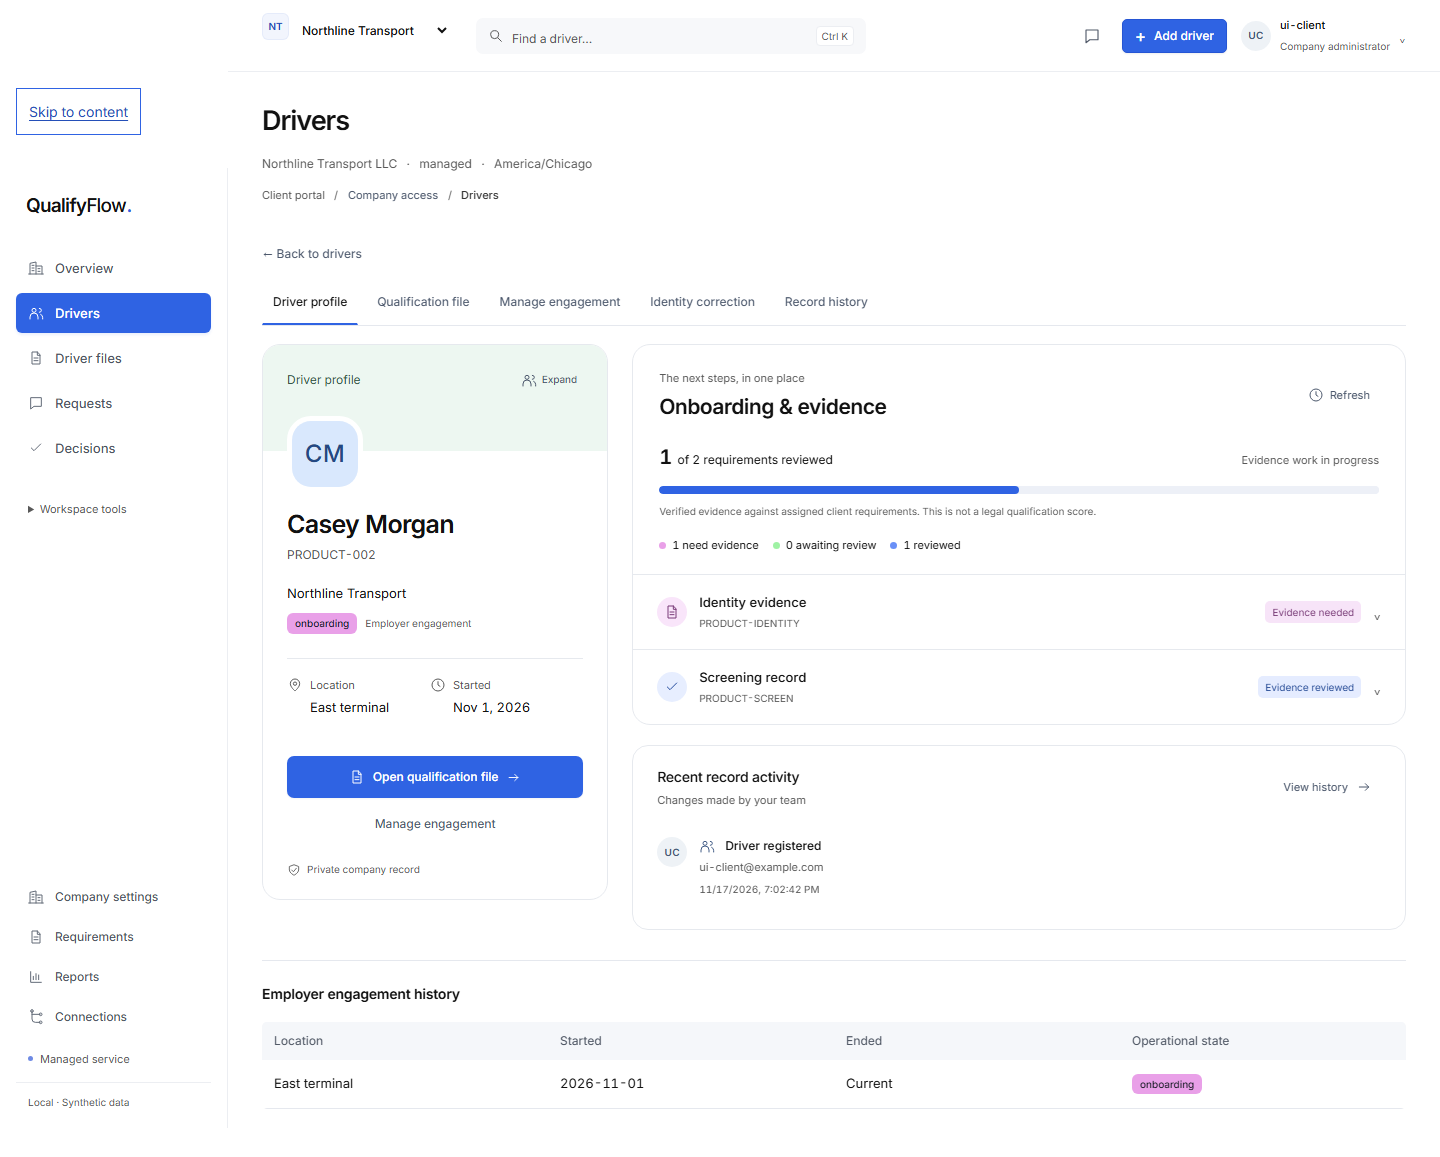 NT
Northline Transport
Find a driver...
Ctrl K
+ Add driver
UC
ui-client
Company administrator
Skip to content
QualifyFlow.
Overview
Drivers
Driver files
Requests
Decisions
Workspace tools
Company settings
Requirements
Reports
Connections
Managed service
Local · Synthetic data
Drivers
Northline Transport LLC · managed · America/Chicago
Client portal / Company access / Drivers
← Back to drivers
Driver profile
Qualification file
Manage engagement
Identity correction
Record history
Driver profile
Expand
CM
Casey Morgan
PRODUCT-002
Northline Transport
onboarding
Employer engagement
Location
East terminal
Started
Nov 1, 2026
Open qualification file →
Manage engagement
Private company record
The next steps, in one place
Onboarding & evidence
Refresh
1 of 2 requirements reviewed
Evidence work in progress
Verified evidence against assigned client requirements. This is not a legal qualification score.
1 need evidence
0 awaiting review
1 reviewed
Identity evidence
PRODUCT-IDENTITY
Evidence needed
Screening record
PRODUCT-SCREEN
Evidence reviewed
Recent record activity
Changes made by your team
View history →
UC
Driver registered
ui-client@example.com
11/17/2026, 7:02:42 PM
Employer engagement history
Location Started Ended Operational state
East terminal 2026-11-01 Current onboarding